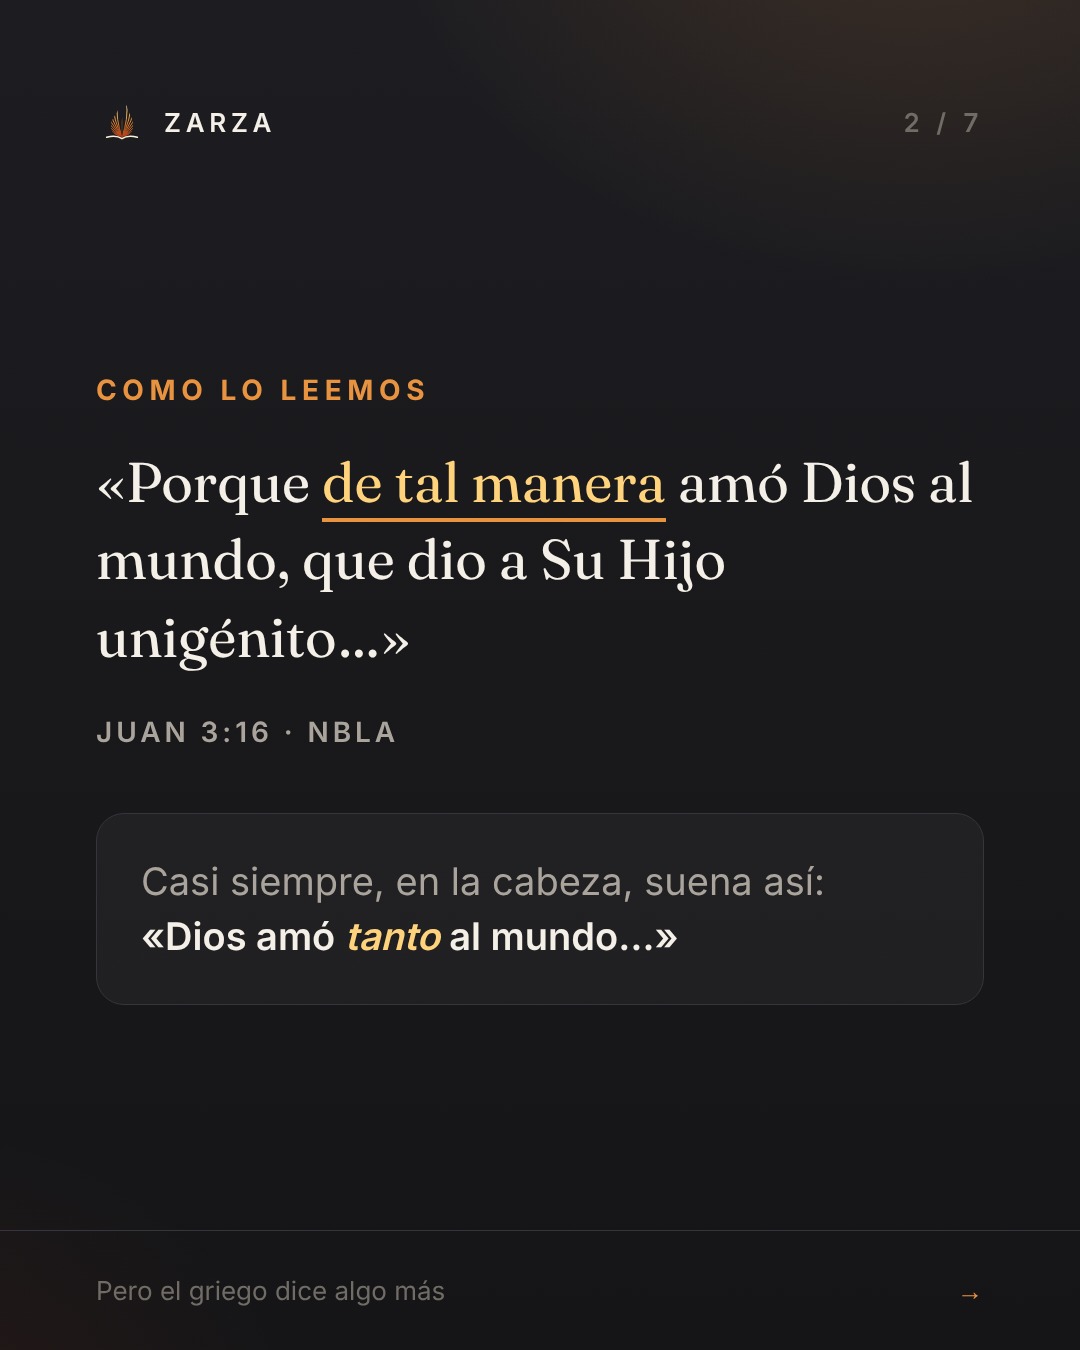 ZARZA
2 / 7
COMO LO LEEMOS
«Porque de tal manera amó Dios al
mundo, que dio a Su Hijo
unigénito...»
JUAN 3:16 · NBLA
Casi siempre, en la cabeza, suena así:
«Dios amó tanto al mundo...»
Pero el griego dice algo más
→